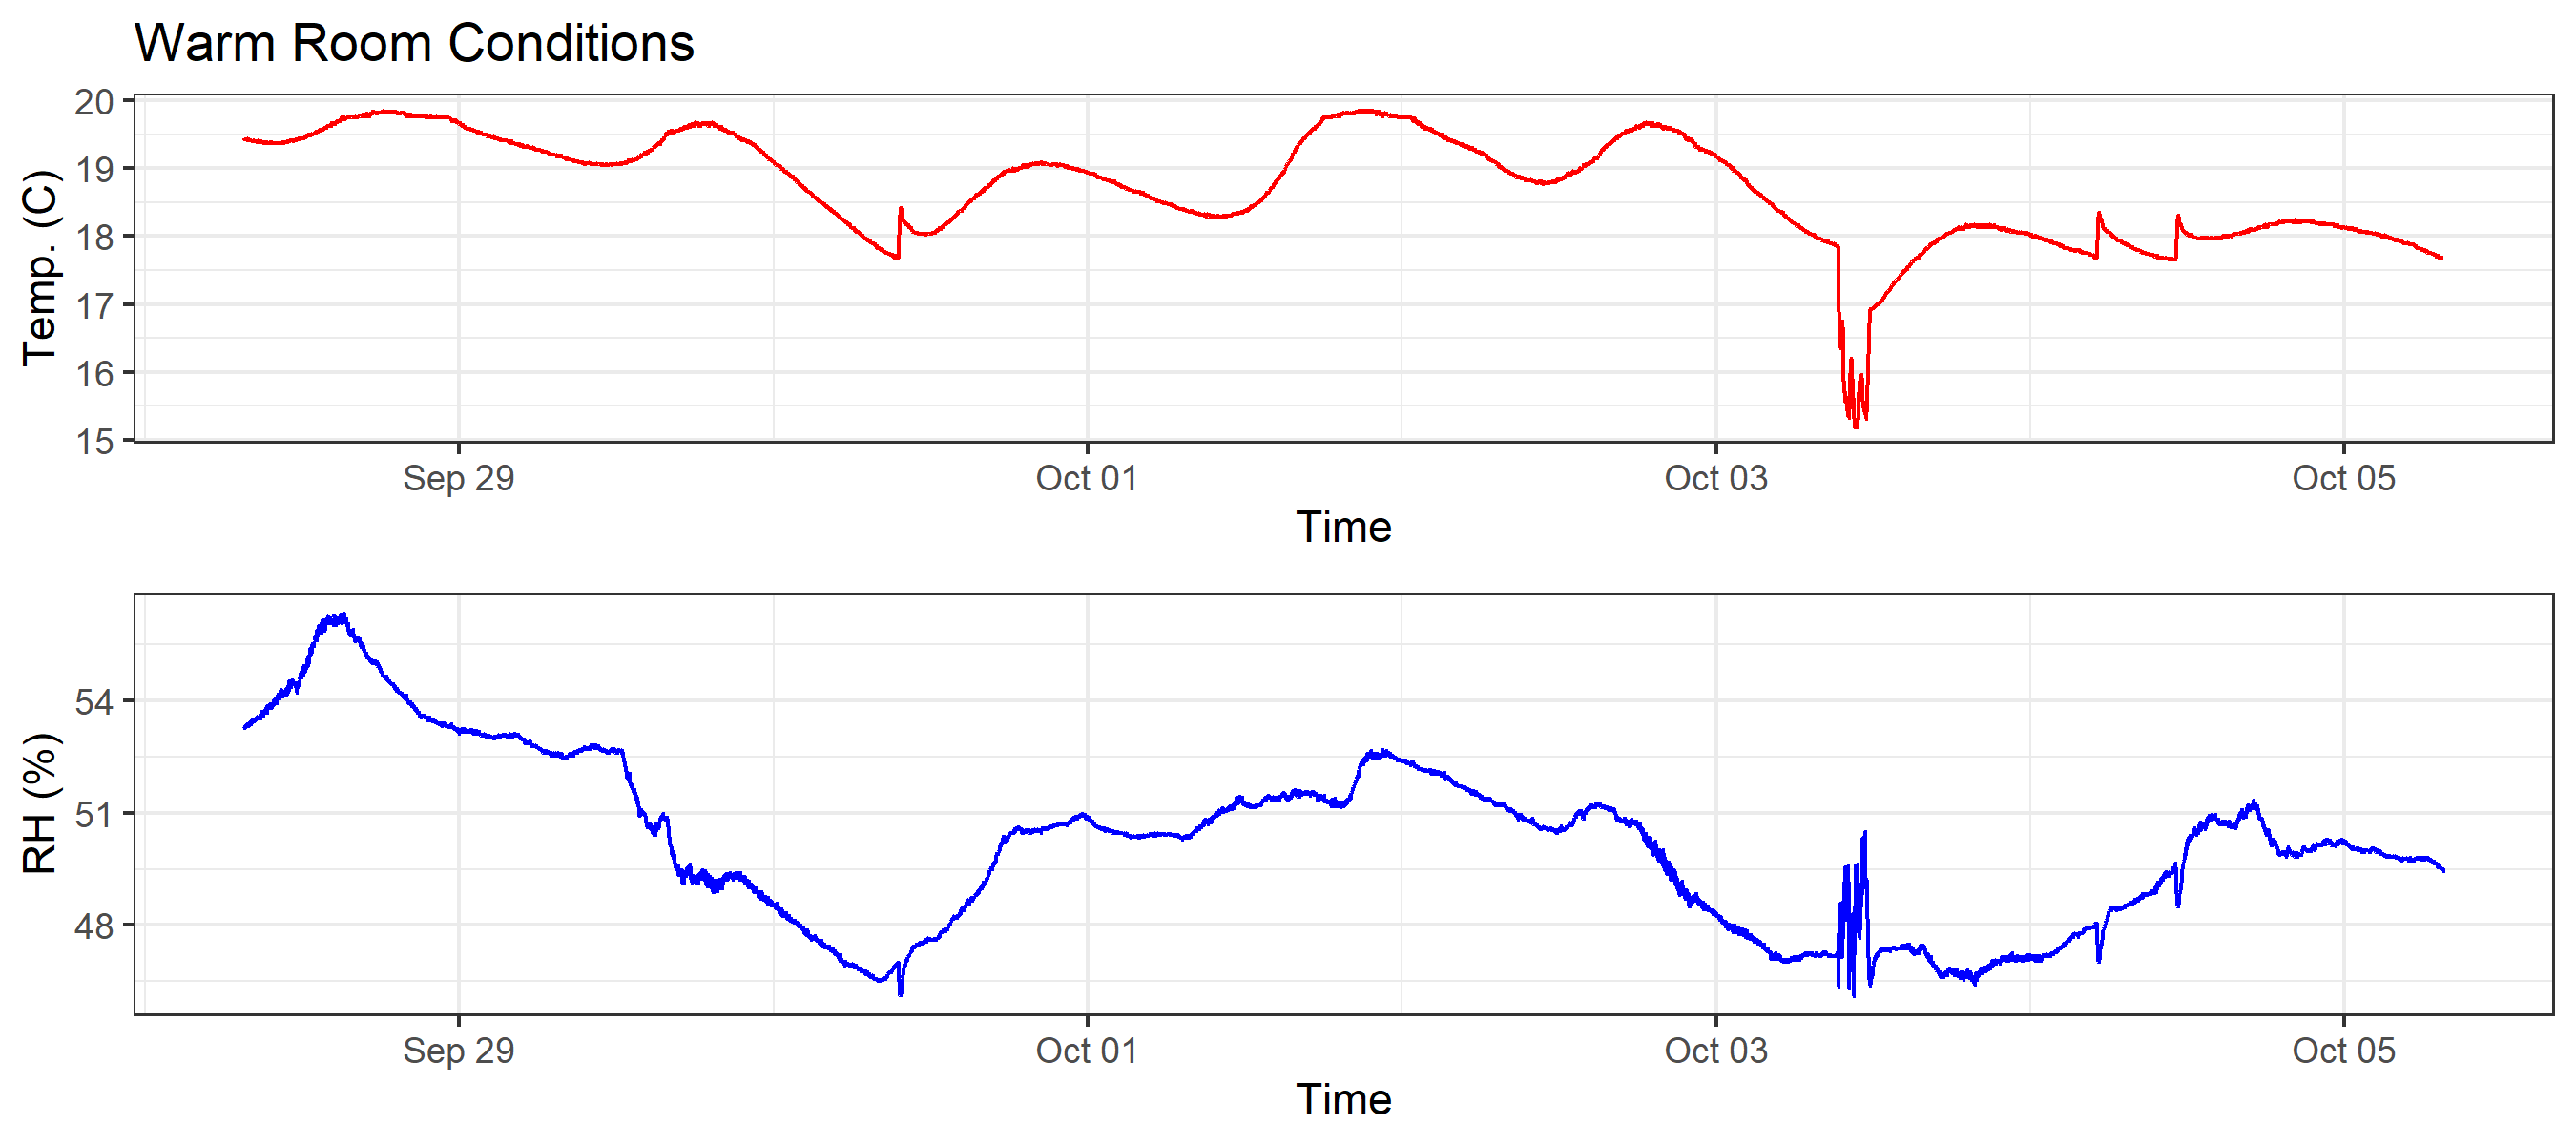 Warm Room Conditions
Temp. (C)
20
19
18
17
16
15
Sep 29 Oct 01 Oct 03 Oct 05
Time
RH (%)
54
51
48
Sep 29 Oct 01 Oct 03 Oct 05
Time